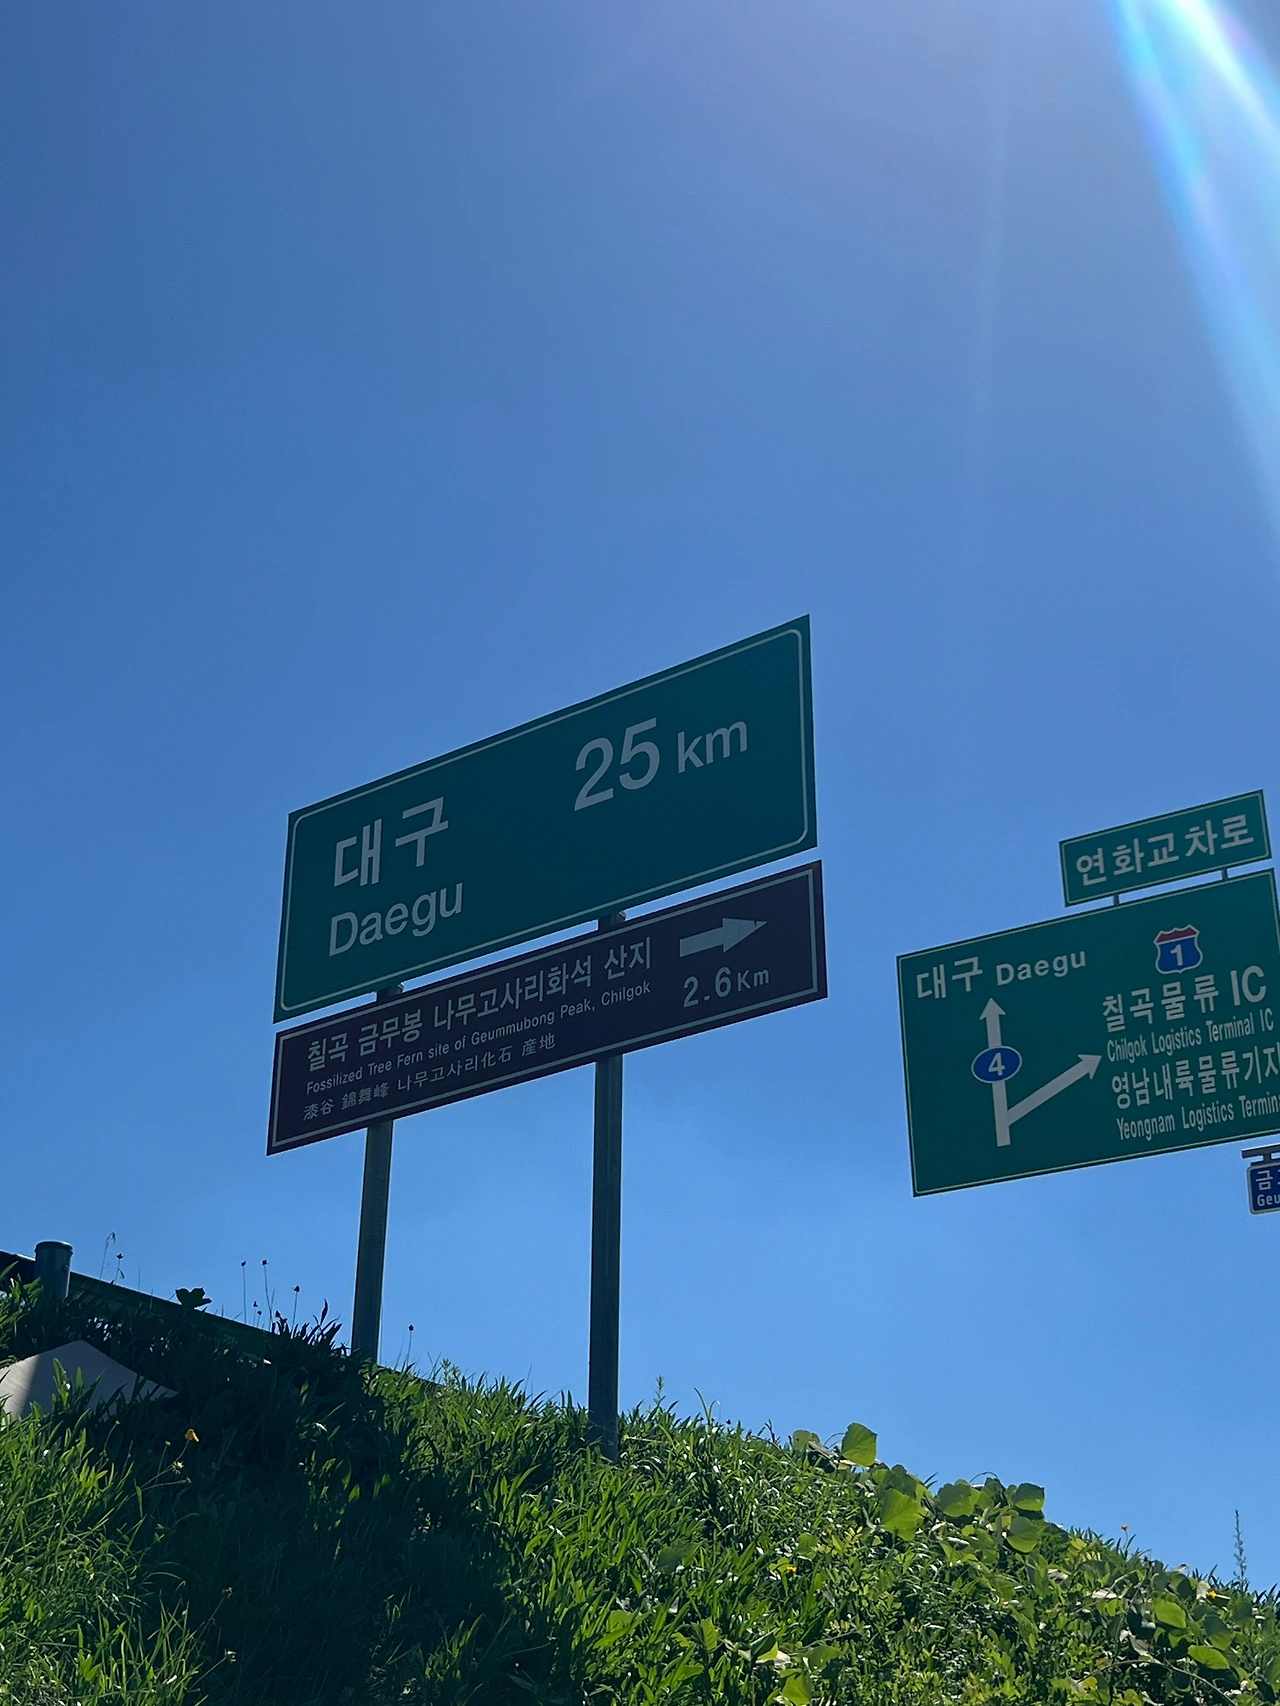 대구 25 km
Daegu
칠곡 금무봉 나무고사리화석 산지
Fossilized Tree Fern site of Geummubong Peak, Chilgok
漆谷 錦舞峰 나무고사리化石 産地
2.6Km
연화교차로
대구 Daegu
4
1
칠곡물류 IC
Chilgok Logistics Terminal IC
영남내륙물류기지
Yeongnam Logistics